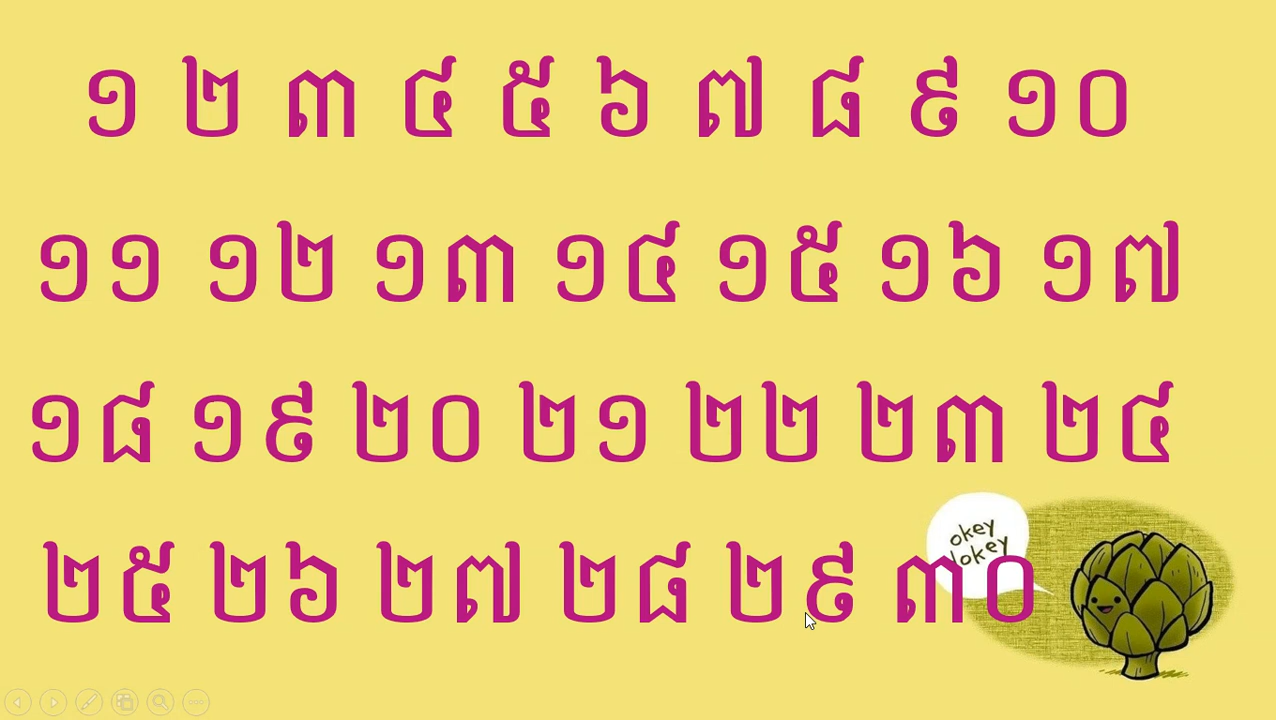 ១ ២ ៣ ៤ ៥ ៦ ៧ ៨ ៩ ១០
១១ ១២ ១៣ ១៤ ១៥ ១៦ ១៧
១៨ ១៩ ២០ ២១ ២២ ២៣ ២៤
២៥ ២៦ ២៧ ២៨ ២៩ ៣០
okey
dokey